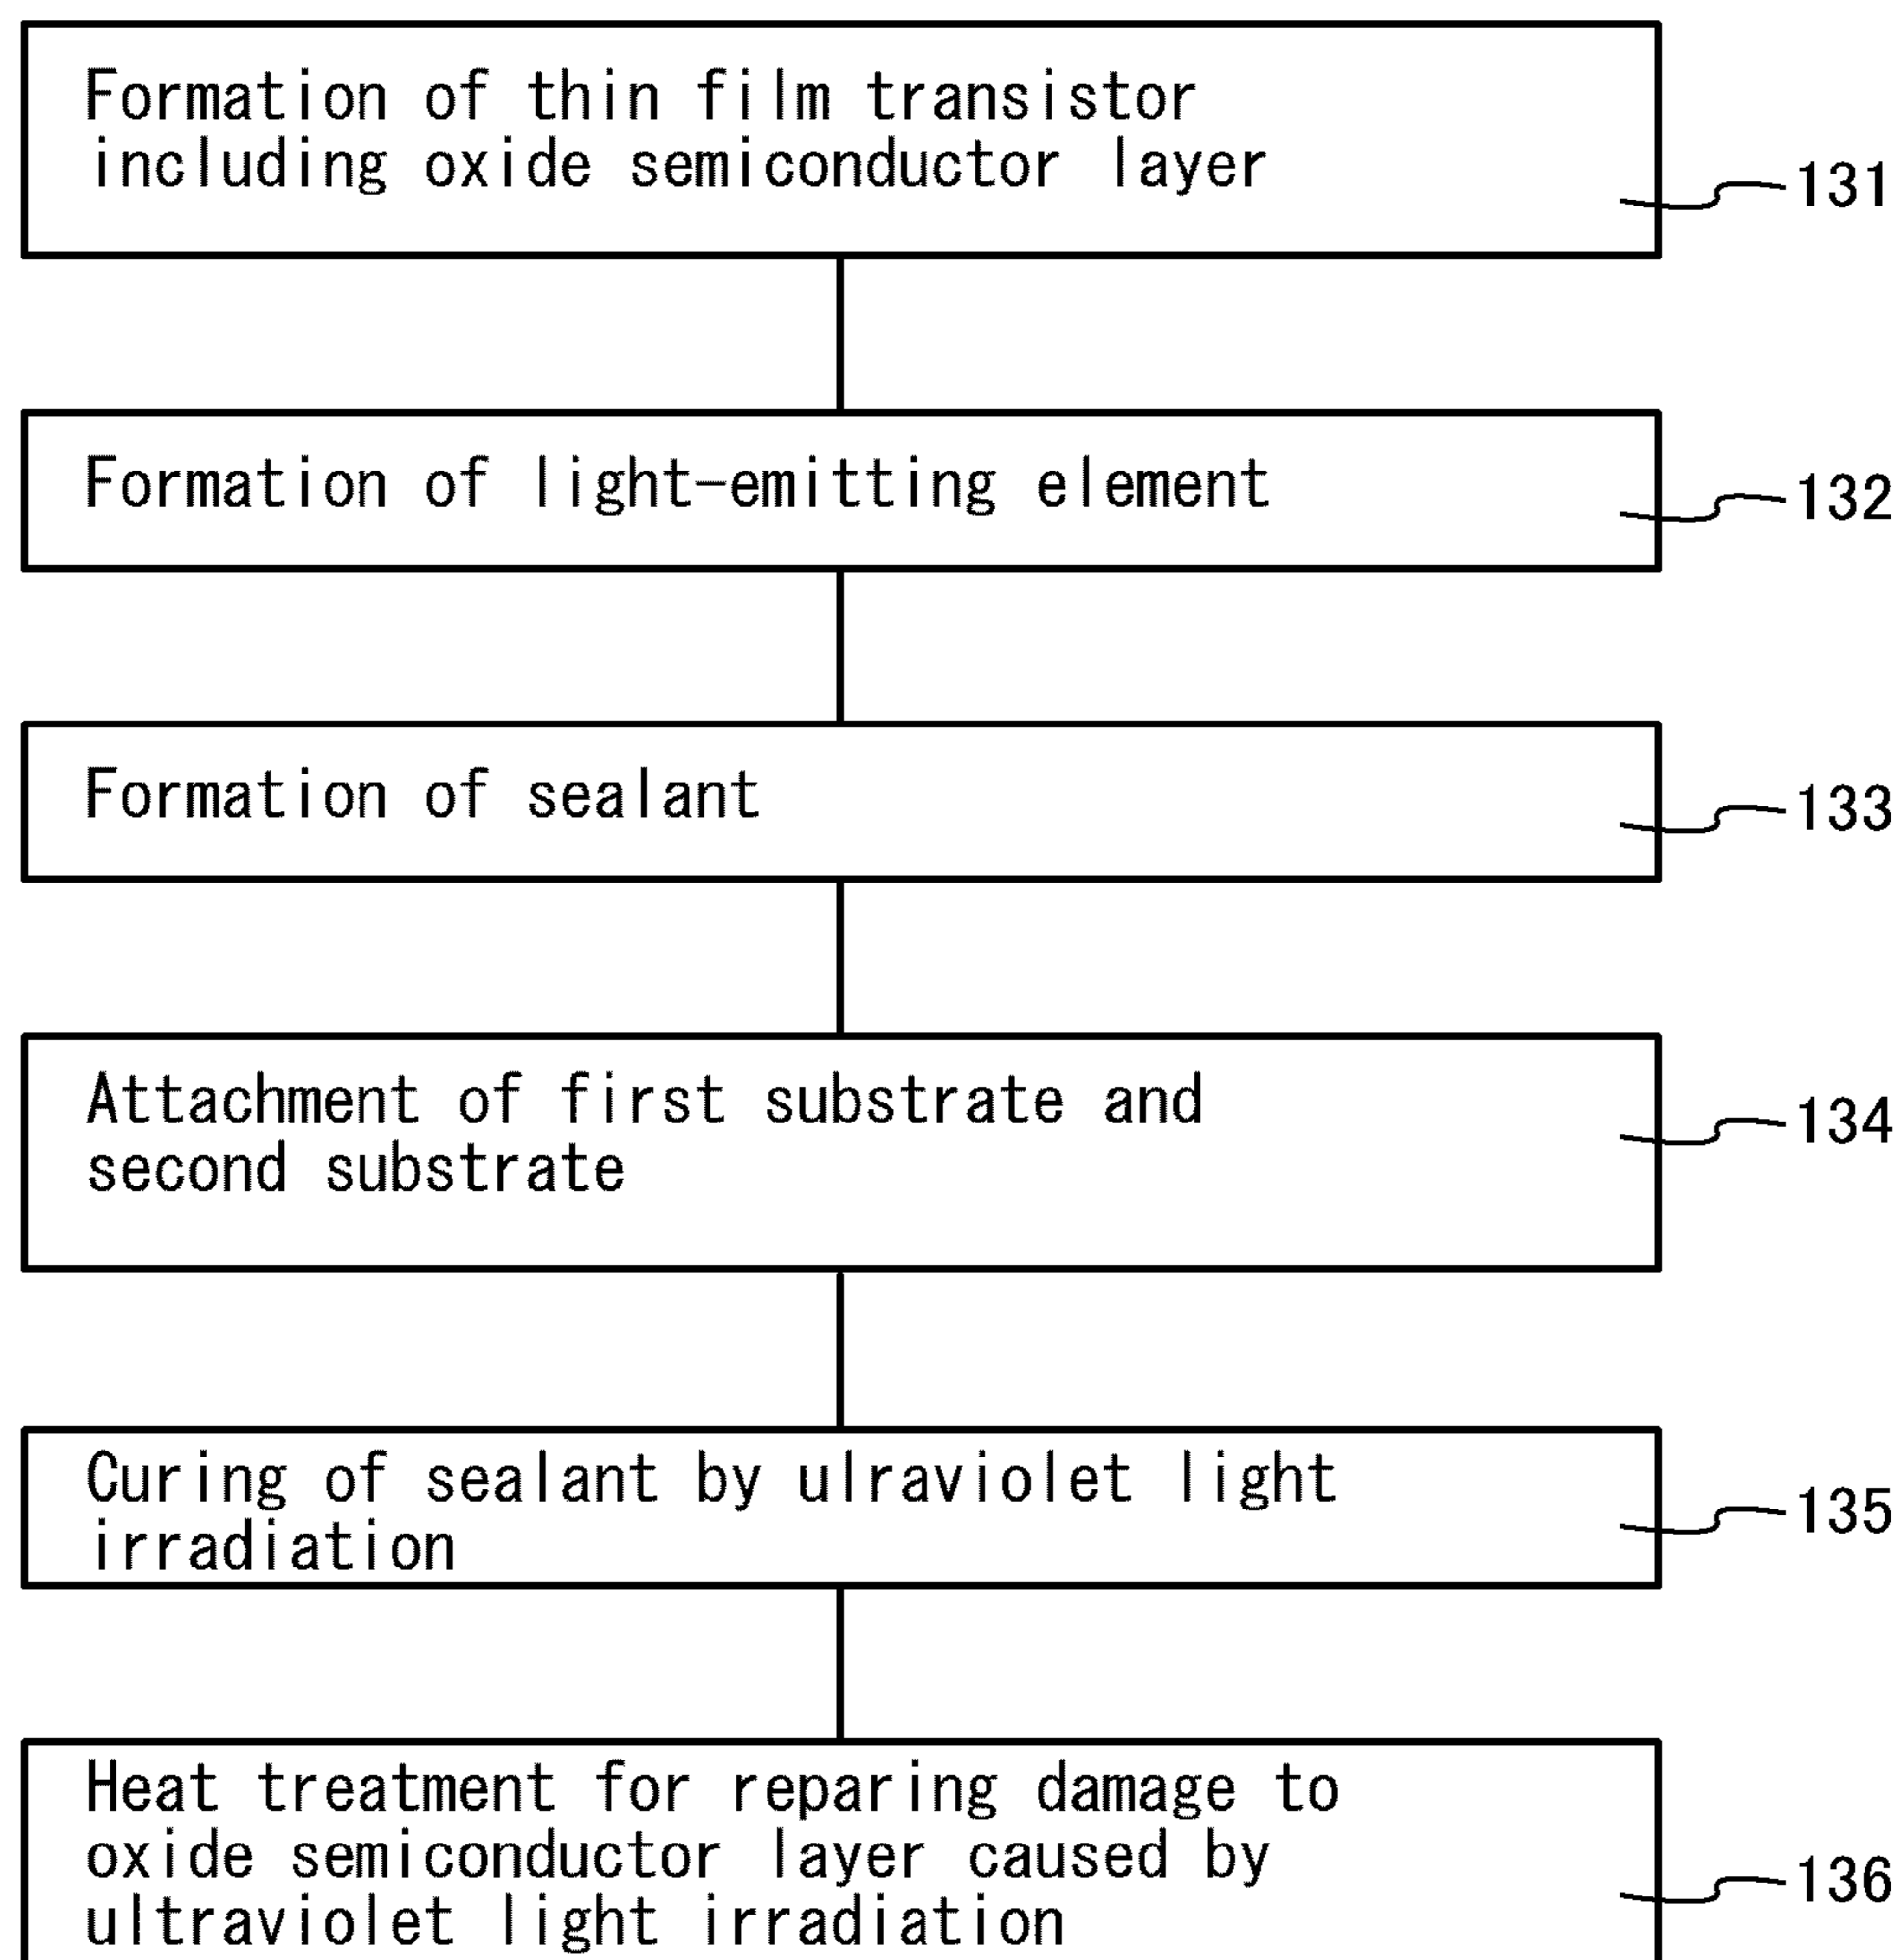 Formation of thin film transistor
including oxide semiconductor layer
131
Formation of light-emitting element
132
Formation of sealant
133
Attachment of first substrate and
second substrate
134
Curing of sealant by ulraviolet light
irradiation
135
Heat treatment for reparing damage to
oxide semiconductor layer caused by
ultraviolet light irradiation
136